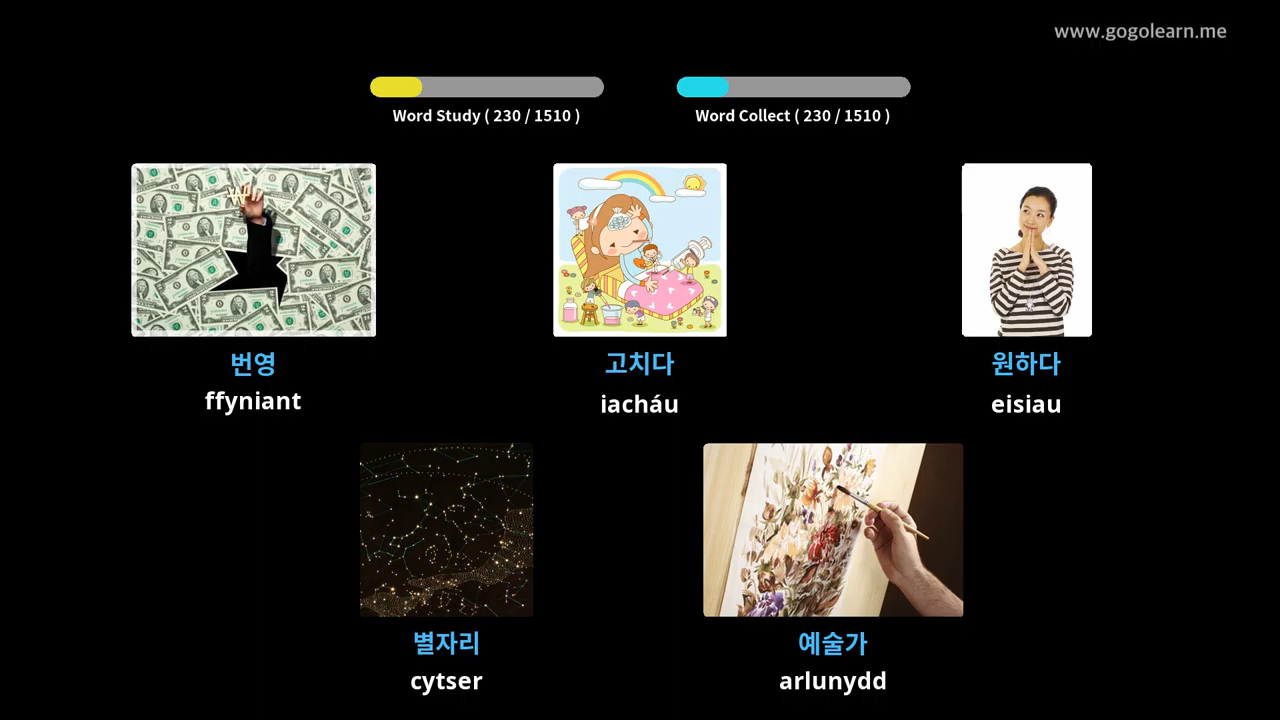 www.gogolearn.me
Word Study ( 230 / 1510 )
Word Collect ( 230 / 1510 )
번영
ffyniant
고치다
iacháu
원하다
eisiau
별자리
cytser
예술가
arlunydd